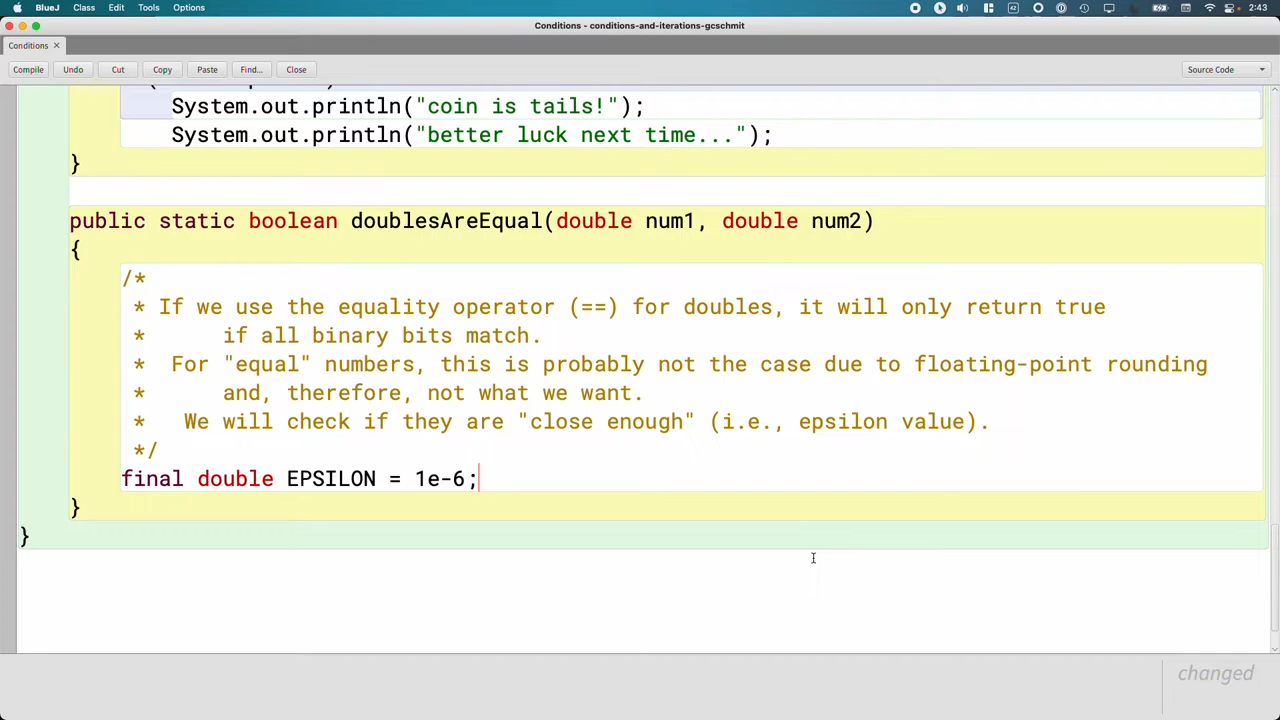 BlueJ Class Edit Tools Options 2:43
Conditions - conditions-and-iterations-gcschmit
Conditions ×
Compile Undo Cut Copy Paste Find... Close Source Code
System.out.println("coin is tails!");
System.out.println("better luck next time...");
}
public static boolean doublesAreEqual(double num1, double num2)
{
/*
* If we use the equality operator (==) for doubles, it will only return true
* if all binary bits match.
* For "equal" numbers, this is probably not the case due to floating-point rounding
* and, therefore, not what we want.
* We will check if they are "close enough" (i.e., epsilon value).
*/
final double EPSILON = 1e-6;
}
}
changed